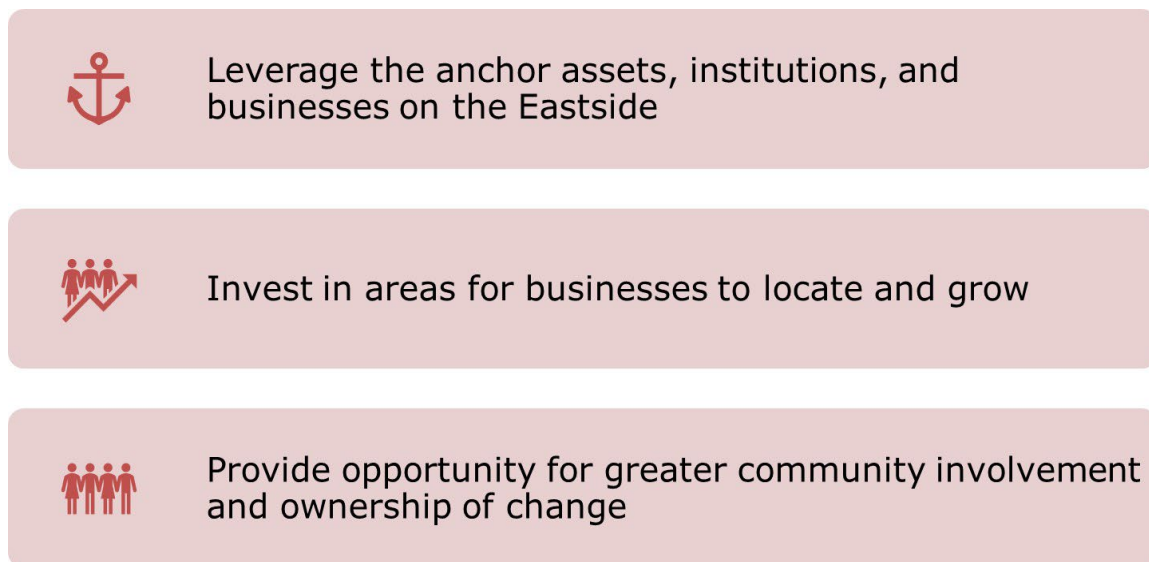 Leverage the anchor assets, institutions, and
businesses on the Eastside
Invest in areas for businesses to locate and grow
Provide opportunity for greater community involvement
and ownership of change